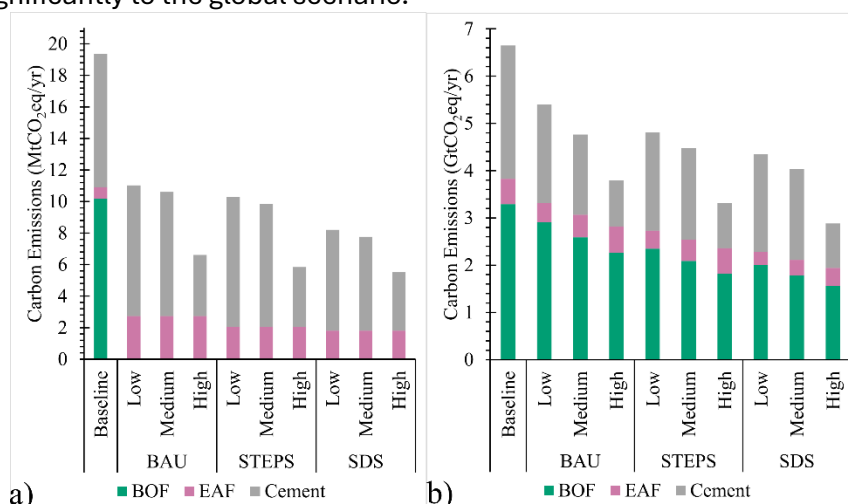 gnificantly to the global scenario.
Carbon Emissions (MtCO2eq/yr)
20
18
16
14
12
10
8
6
4
2
0
Baseline
Low
Medium
High
Low
Medium
High
Low
Medium
High
BAU
STEPS
SDS
a)
BOF EAF Cement
Carbon Emissions (GtCO2eq/yr)
7
6
5
4
3
2
1
0
Baseline
Low
Medium
High
Low
Medium
High
Low
Medium
High
BAU
STEPS
SDS
b)
BOF EAF Cement